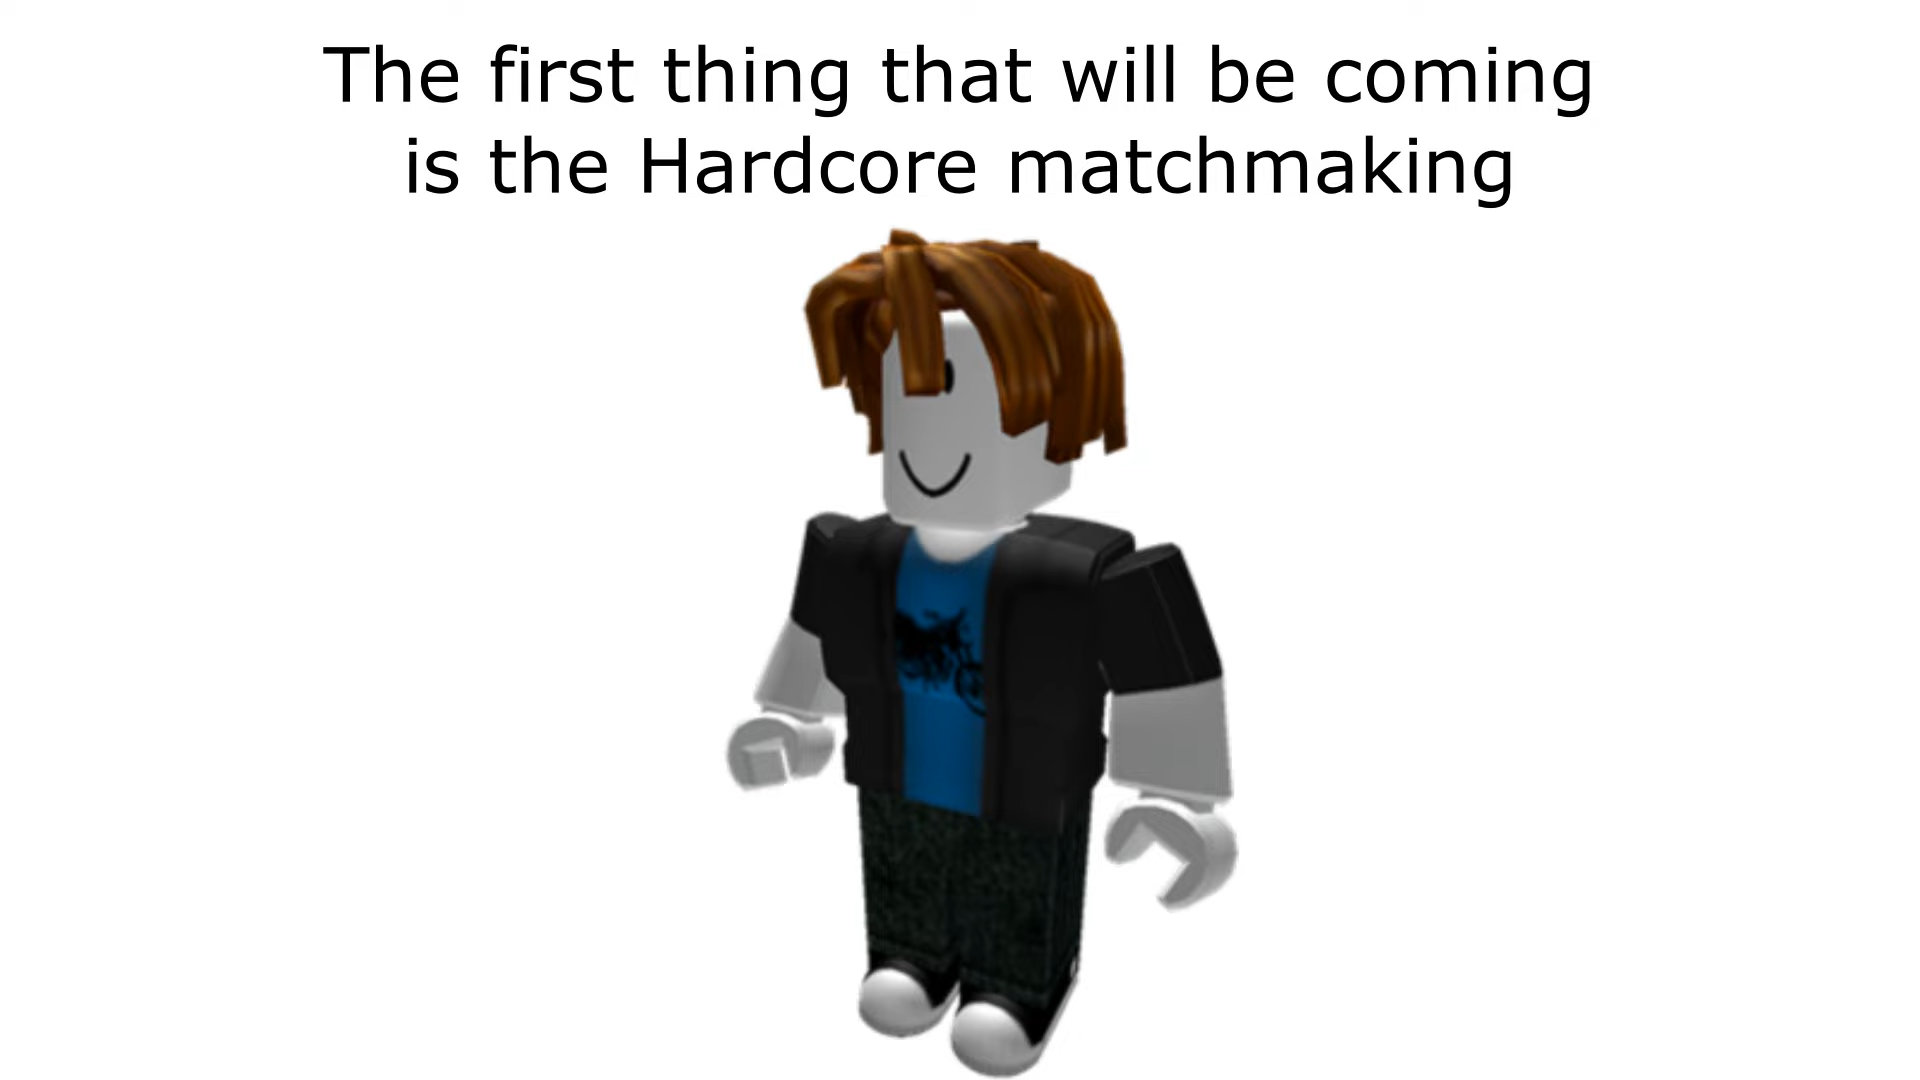 The first thing that will be coming
is the Hardcore matchmaking